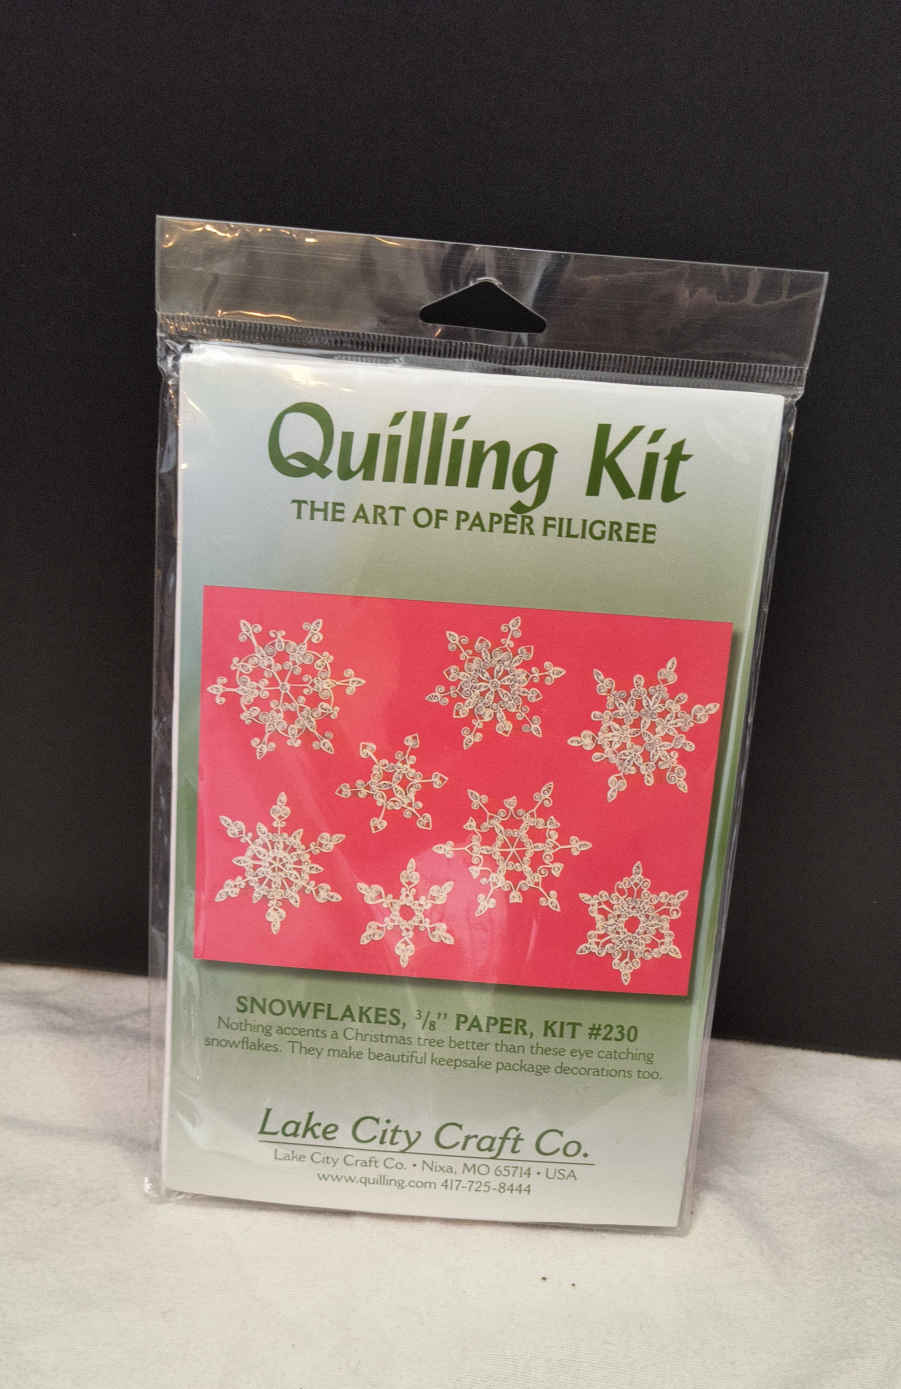 Quilling Kit
THE ART OF PAPER FILIGREE
SNOWFLAKES, 3/8" PAPER, KIT #230
Nothing accents a Christmas tree better than these eye catching
snowflakes. They make beautiful keepsake package decorations too.
Lake City Craft Co.
Lake City Craft Co. • Nixa, MO 65714 • USA
www.quilling.com 417-725-8444